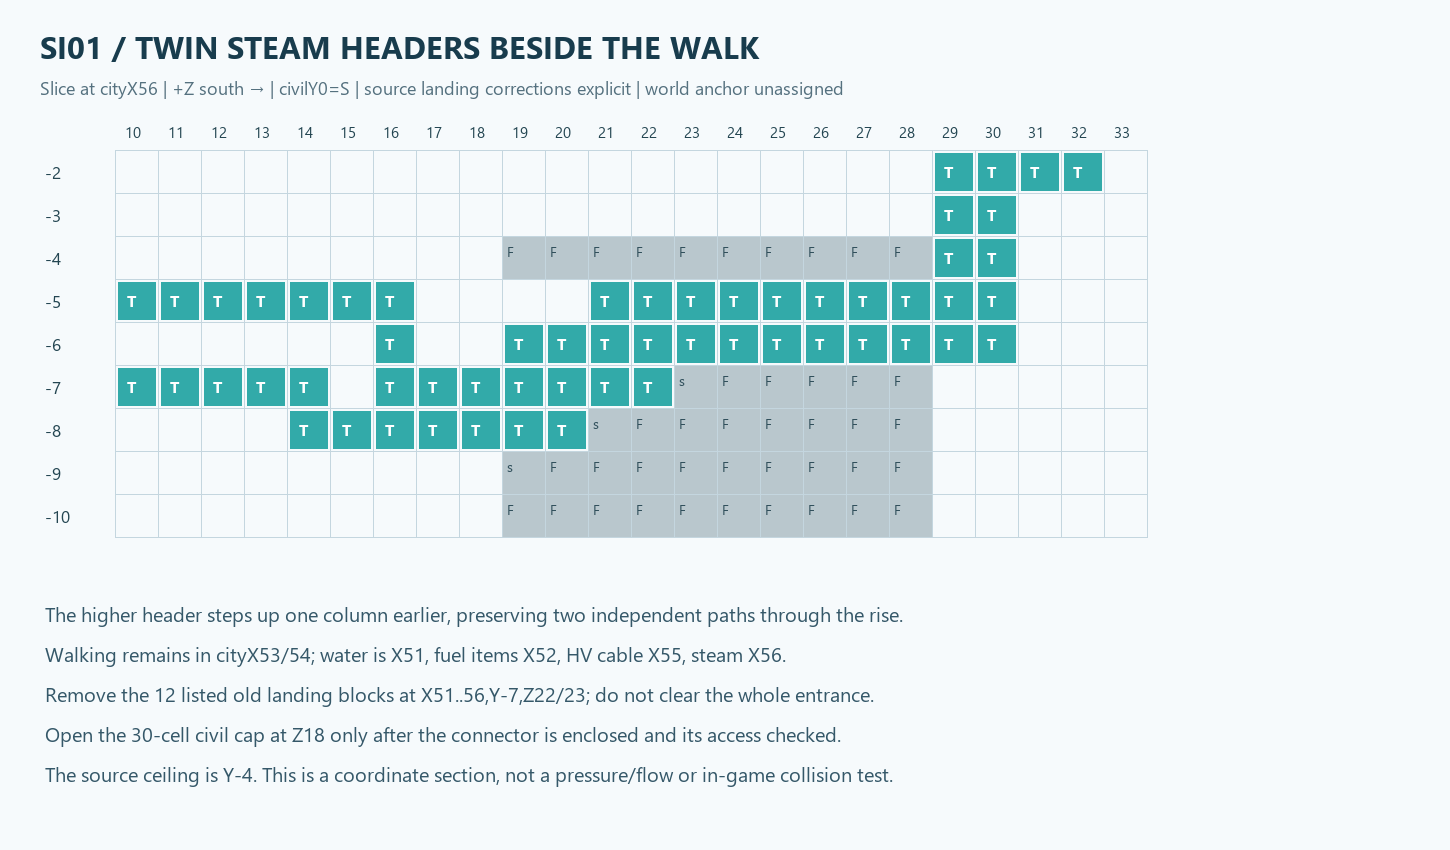 SI01 / TWIN STEAM HEADERS BESIDE THE WALK
Slice at cityX56 | +Z south → | civilY0=S | source landing corrections explicit | world anchor unassigned
10 11 12 13 14 15 16 17 18 19 20 21 22 23 24 25 26 27 28 29 30 31 32 33
-2 T T T T
-3 T T
-4 F F F F F F F F F F T T
-5 T T T T T T T T T T T T T T T T T
-6 T T T T T T T T T T T T T
-7 T T T T T T T T T T T T s F F F F F
-8 T T T T T T T s F F F F F F F
-9 s F F F F F F F F F
-10 F F F F F F F F F F
The higher header steps up one column earlier, preserving two independent paths through the rise.
Walking remains in cityX53/54; water is X51, fuel items X52, HV cable X55, steam X56.
Remove the 12 listed old landing blocks at X51..56,Y-7,Z22/23; do not clear the whole entrance.
Open the 30-cell civil cap at Z18 only after the connector is enclosed and its access checked.
The source ceiling is Y-4. This is a coordinate section, not a pressure/flow or in-game collision test.